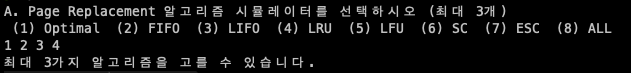 A. Page Replacement 알고리즘 시뮬레이터를 선택하시오 (최대 3개)
(1) Optimal (2) FIFO (3) LIFO (4) LRU (5) LFU (6) SC (7) ESC (8) ALL
1 2 3 4
최대 3가지 알고리즘을 고를 수 있습니다.